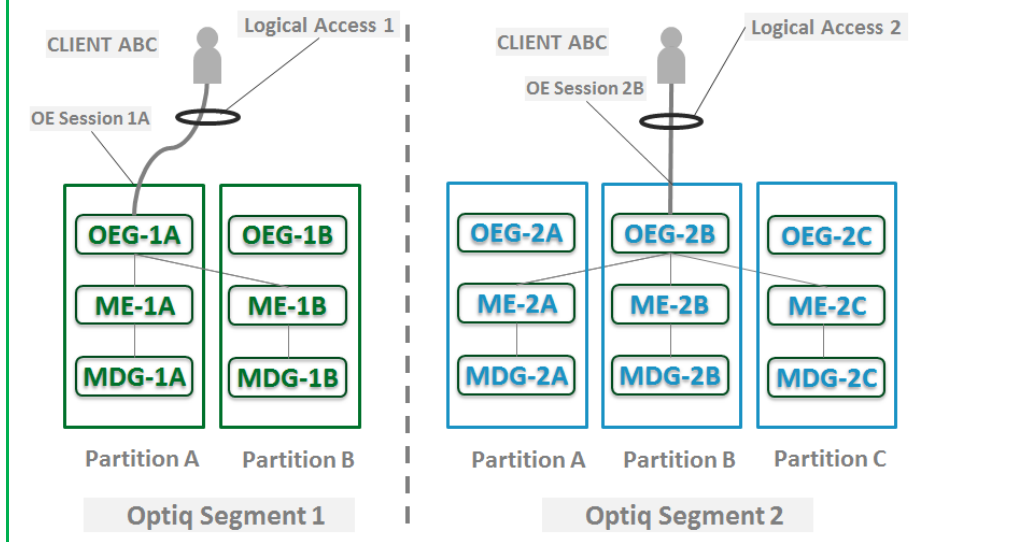 CLIENT ABC
Logical Access 1
OE Session 1A
OEG-1A
OEG-1B
ME-1A
ME-1B
MDG-1A
MDG-1B
Partition A
Partition B
Optiq Segment 1
CLIENT ABC
Logical Access 2
OE Session 2B
OEG-2A
OEG-2B
OEG-2C
ME-2A
ME-2B
ME-2C
MDG-2A
MDG-2B
MDG-2C
Partition A
Partition B
Partition C
Optiq Segment 2